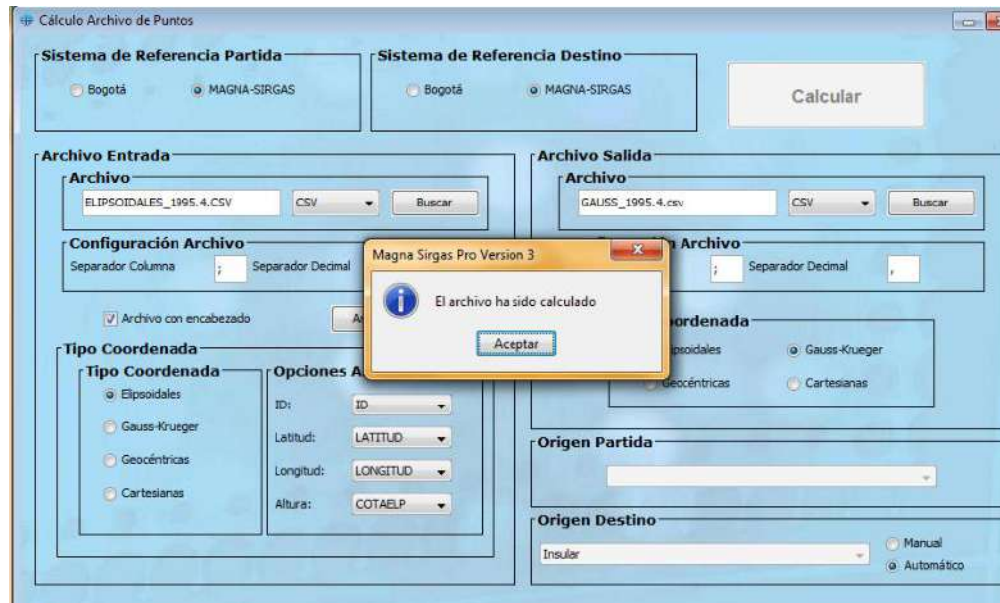 Cálculo Archivo de Puntos
Sistema de Referencia Partida
Bogotá
MAGNA-SIRGAS
Sistema de Referencia Destino
Bogotá
MAGNA-SIRGAS
Calcular
Archivo Entrada
Archivo
ELIPSOIDALES_1995.4.CSV
CSV
Buscar
Configuración Archivo
Separador Columna
;
Separador Decimal
Archivo con encabezado
Tipo Coordenada
Tipo Coordenada
Elipsoidales
Gauss-Krueger
Geocéntricas
Cartesianas
Opciones A
ID:
ID
Latitud:
LATITUD
Longitud:
LONGITUD
Altura:
COTAELP
Magna Sirgas Pro Version 3
El archivo ha sido calculado
Aceptar
Archivo Salida
Archivo
GAUSS_1995.4.csv
CSV
Buscar
Archivo
;
Separador Decimal
,
Gauss-Krueger
Geocéntricas
Cartesianas
Origen Partida
Origen Destino
Insular
Manual
Automático